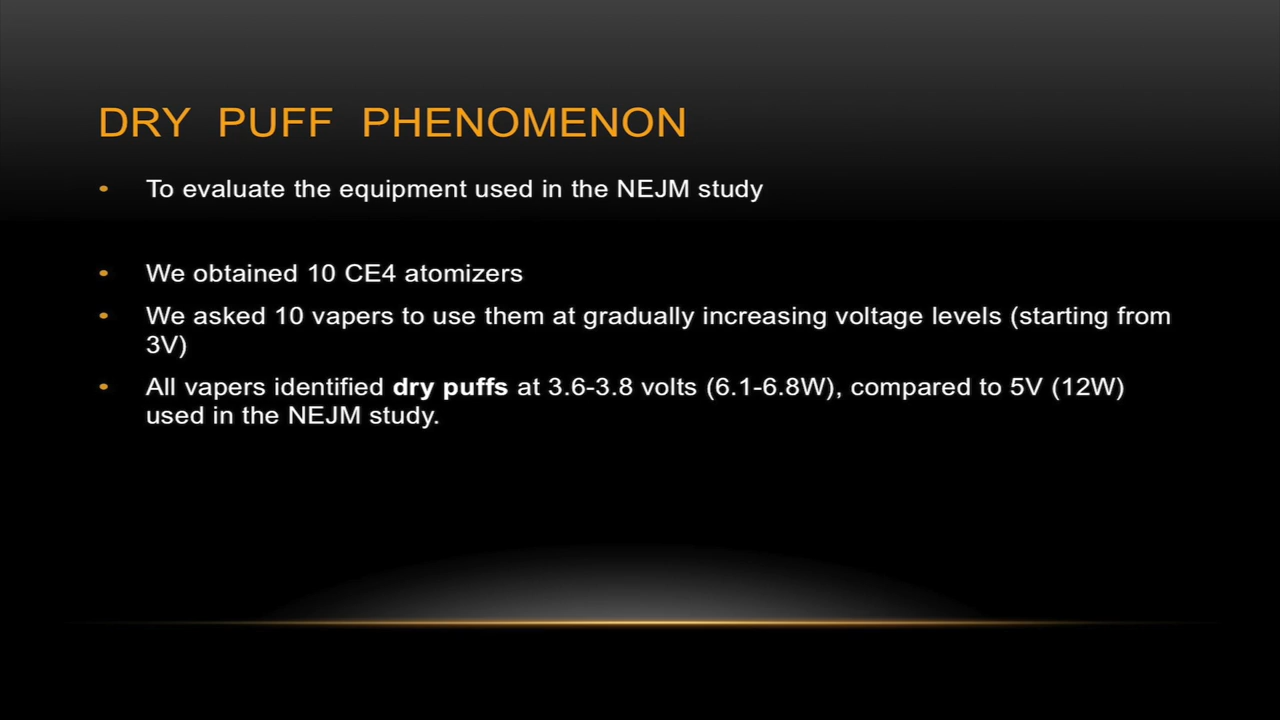 DRY PUFF PHENOMENON
• To evaluate the equipment used in the NEJM study
• We obtained 10 CE4 atomizers
• We asked 10 vapers to use them at gradually increasing voltage levels (starting from
3V)
• All vapers identified dry puffs at 3.6-3.8 volts (6.1-6.8W), compared to 5V (12W)
used in the NEJM study.